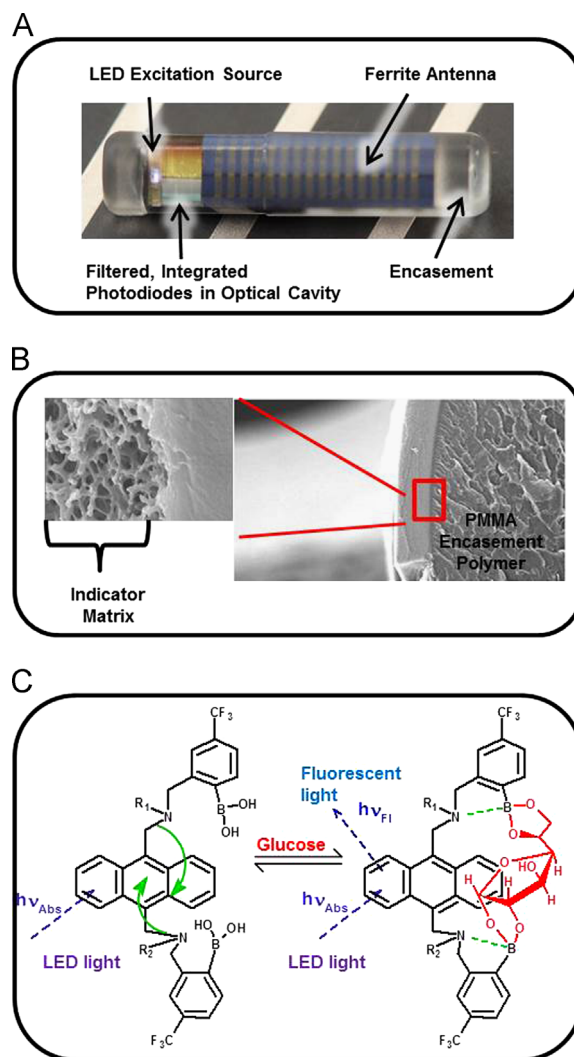 A
LED Excitation Source
Ferrite Antenna
Filtered, Integrated
Photodiodes in Optical Cavity
Encasement
B
Indicator
Matrix
PMMA
Encasement
Polymer
C
CF3
R1
N
B
OH
OH
hνAbs
LED light
HO
OH
B
N
R2
F3C
Glucose
Fluorescent
light
hνFl
hνAbs
LED light
CF3
R1
N
B
O
O
O
HO
H
H
H
O
O
N
B
R2
F3C